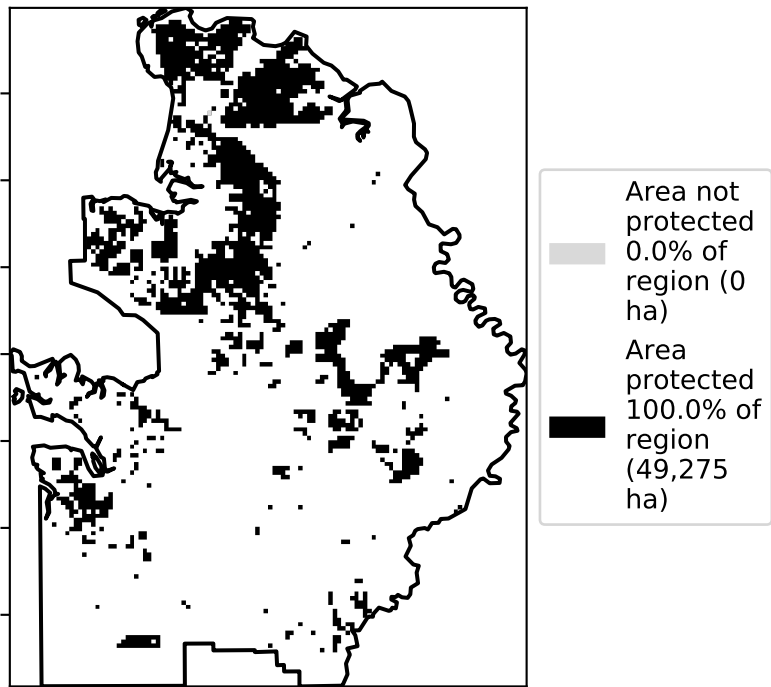 Area not
protected
0.0% of
region (0
ha)
Area
protected
100.0% of
region
(49,275
ha)